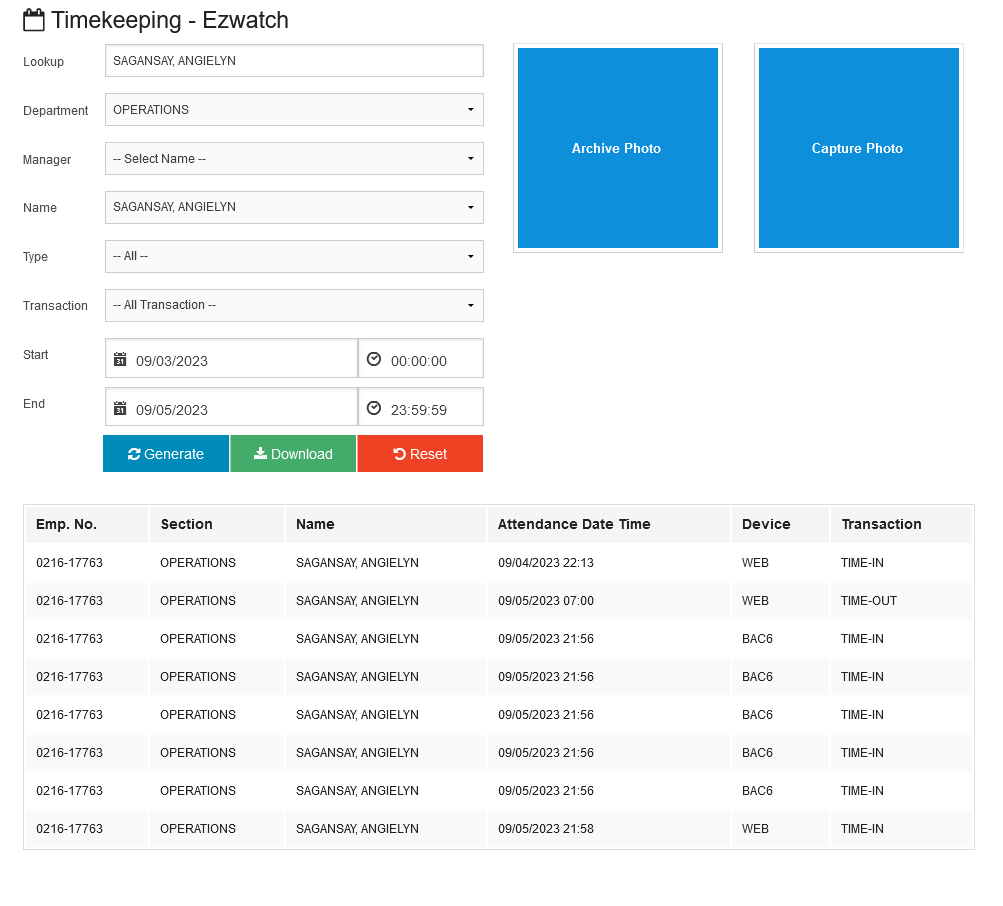 Timekeeping - Ezwatch
Lookup SAGANSAY, ANGIELYN
Department OPERATIONS
Manager -- Select Name --
Name SAGANSAY, ANGIELYN
Type -- All --
Transaction -- All Transaction --
Start 31 09/03/2023 00:00:00
End 31 09/05/2023 23:59:59
Generate Download Reset
Archive Photo Capture Photo
Emp. No. Section Name Attendance Date Time Device Transaction
0216-17763 OPERATIONS SAGANSAY, ANGIELYN 09/04/2023 22:13 WEB TIME-IN
0216-17763 OPERATIONS SAGANSAY, ANGIELYN 09/05/2023 07:00 WEB TIME-OUT
0216-17763 OPERATIONS SAGANSAY, ANGIELYN 09/05/2023 21:56 BAC6 TIME-IN
0216-17763 OPERATIONS SAGANSAY, ANGIELYN 09/05/2023 21:56 BAC6 TIME-IN
0216-17763 OPERATIONS SAGANSAY, ANGIELYN 09/05/2023 21:56 BAC6 TIME-IN
0216-17763 OPERATIONS SAGANSAY, ANGIELYN 09/05/2023 21:56 BAC6 TIME-IN
0216-17763 OPERATIONS SAGANSAY, ANGIELYN 09/05/2023 21:56 BAC6 TIME-IN
0216-17763 OPERATIONS SAGANSAY, ANGIELYN 09/05/2023 21:58 WEB TIME-IN